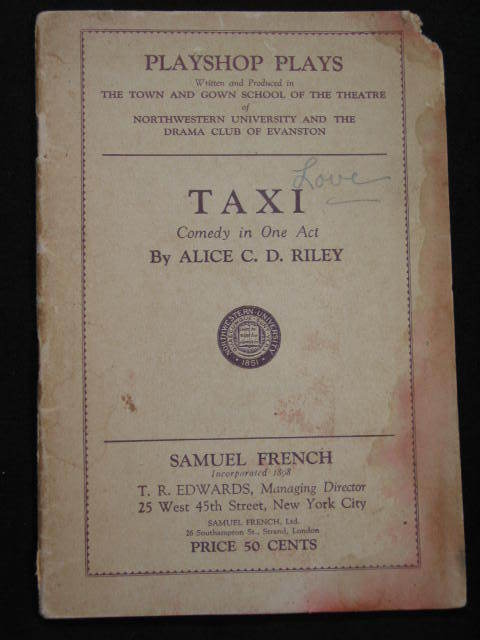 PLAYSHOP PLAYS
Written and Produced in
THE TOWN AND GOWN SCHOOL OF THE THEATRE
of
NORTHWESTERN UNIVERSITY AND THE
DRAMA CLUB OF EVANSTON
Love
TAXI
Comedy in One Act
By ALICE C. D. RILEY
NORTHWESTERN · UNIVERSITY
· 1851 ·
SAMUEL FRENCH
Incorporated 1898
T. R. EDWARDS, Managing Director
25 West 45th Street, New York City
SAMUEL FRENCH, Ltd.
26 Southampton St., Strand, London
PRICE 50 CENTS